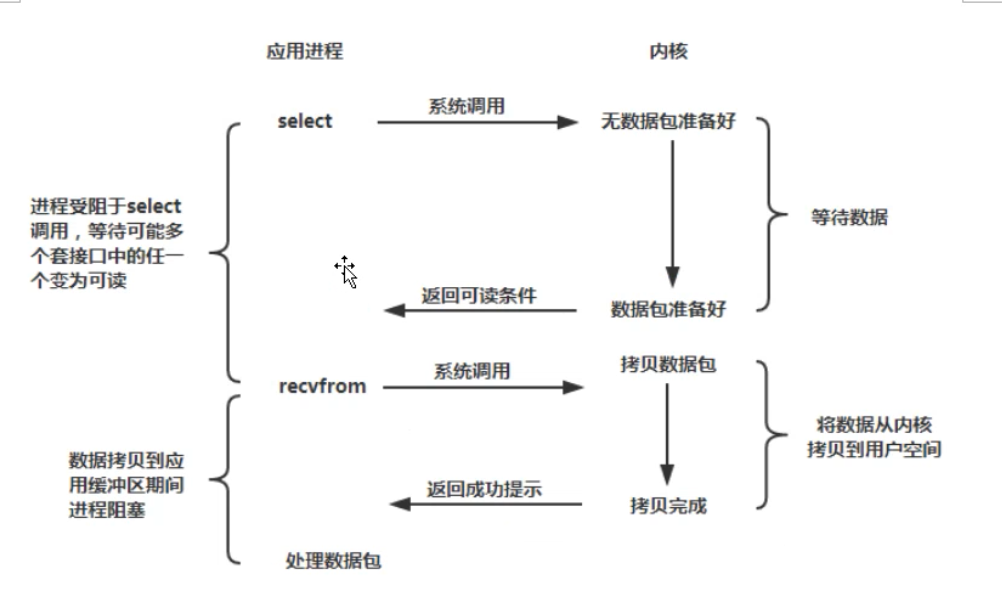 应用进程
内核
select
系统调用
无数据包准备好
进程受阻于select
调用，等待可能多
个套接口中的任一
个变为可读
等待数据
返回可读条件
数据包准备好
recvfrom
系统调用
拷贝数据包
将数据从内核
拷贝到用户空间
数据拷贝到应
用缓冲区期间
进程阻塞
返回成功提示
拷贝完成
处理数据包